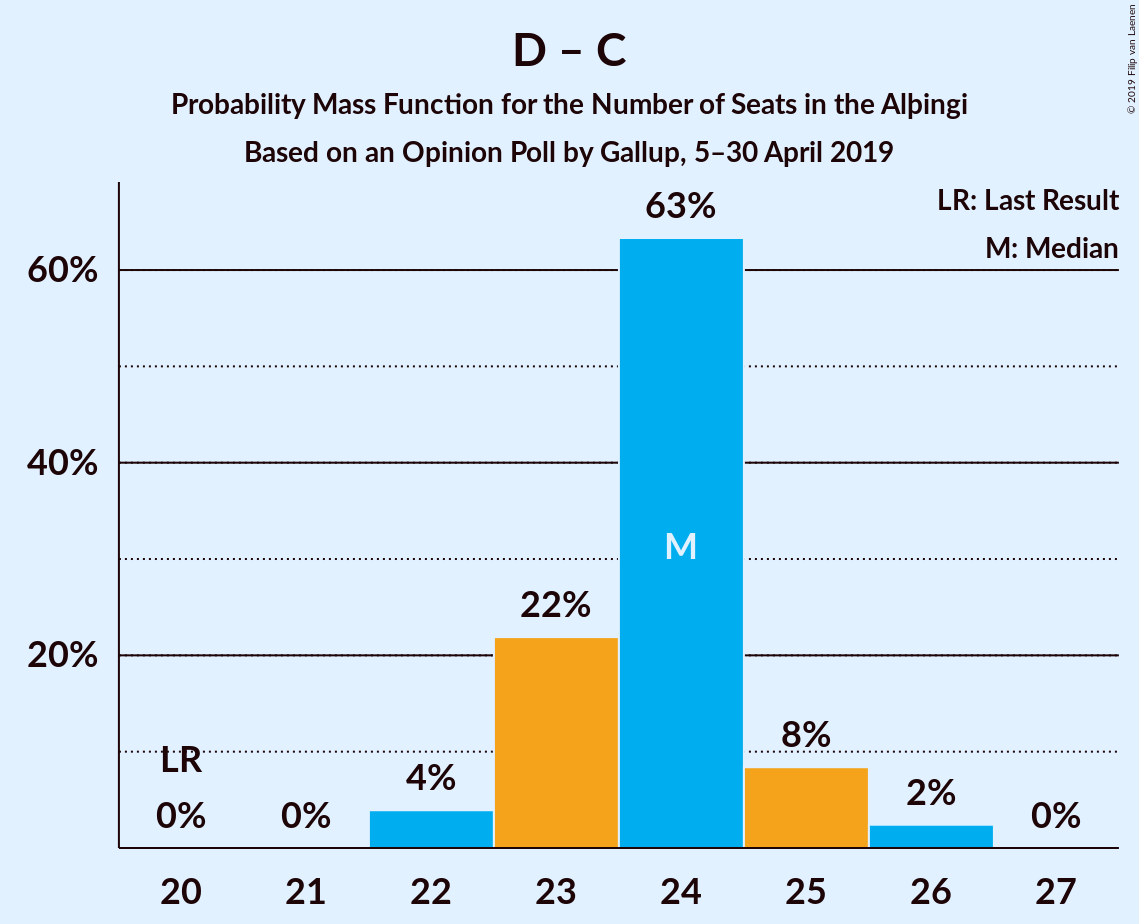 D – C
Probability Mass Function for the Number of Seats in the Alþingi
Based on an Opinion Poll by Gallup, 5–30 April 2019
© 2019 Filip van Laenen
LR: Last Result
M: Median
63%
60%
40%
M
22%
20%
8%
LR
4%
2%
0%
0%
0%
20 21 22 23 24 25 26 27